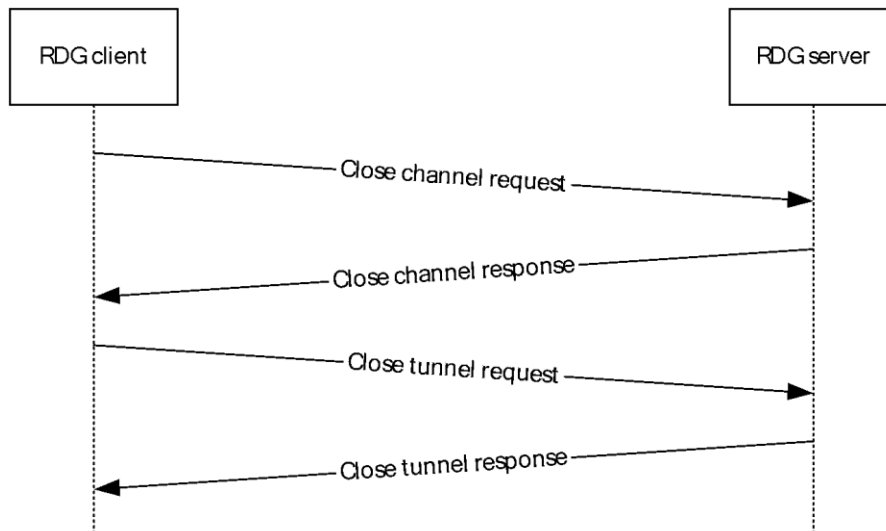 RDG client
RDG server
Close channel request
Close channel response
Close tunnel request
Close tunnel response